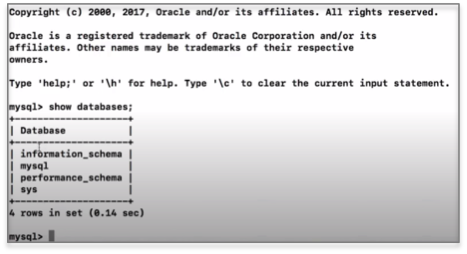 Copyright (c) 2000, 2017, Oracle and/or its affiliates. All rights reserved.
Oracle is a registered trademark of Oracle Corporation and/or its
affiliates. Other names may be trademarks of their respective
owners.
Type 'help;' or '\h' for help. Type '\c' to clear the current input statement.
mysql> show databases;
+--------------------+
| Database           |
+--------------------+
| information_schema |
| mysql              |
| performance_schema |
| sys                |
+--------------------+
4 rows in set (0.14 sec)
mysql>